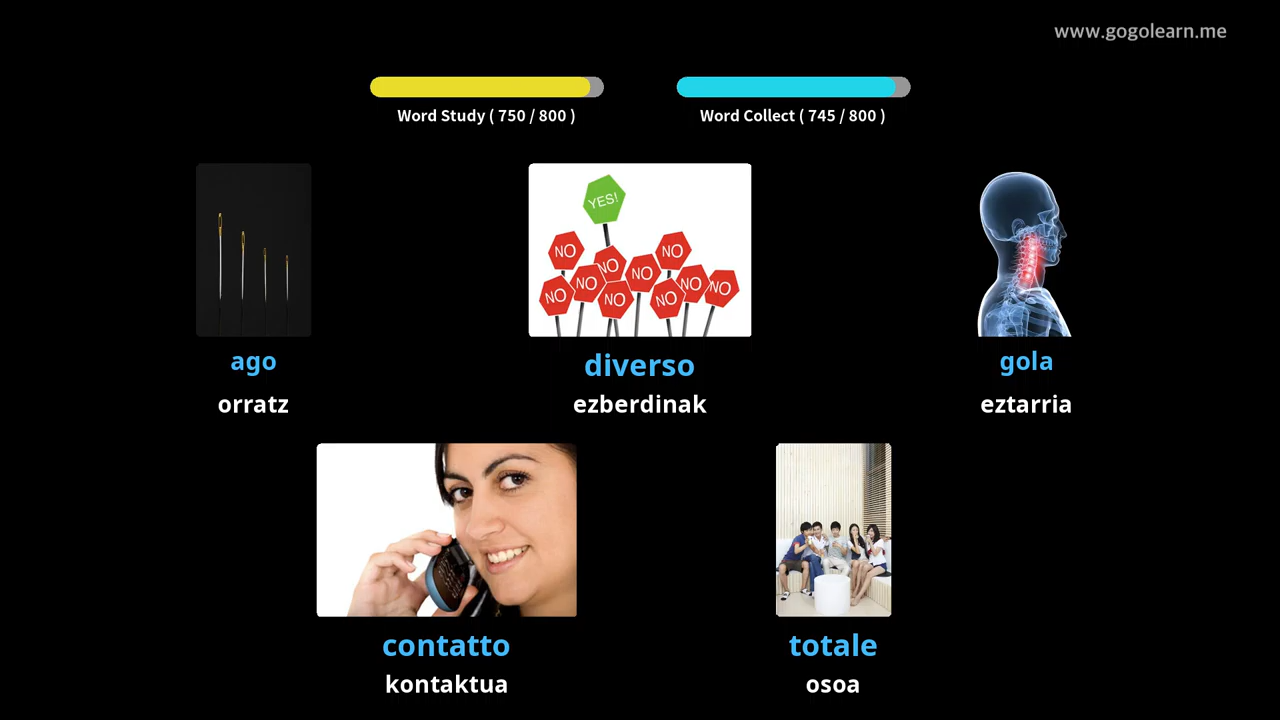 www.gogolearn.me
Word Study ( 750 / 800 )
Word Collect ( 745 / 800 )
YES!
NO
NO
NO
NO
NO
NO
NO
NO
NO
NO
ago
diverso
gola
orratz
ezberdinak
eztarria
contatto
totale
kontaktua
osoa